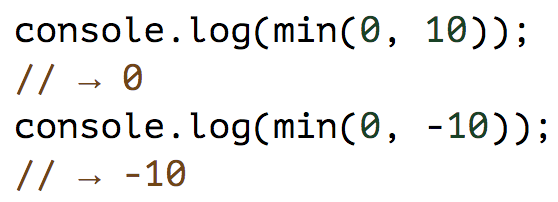 console.log(min(0, 10));
// → 0
console.log(min(0, -10));
// → -10